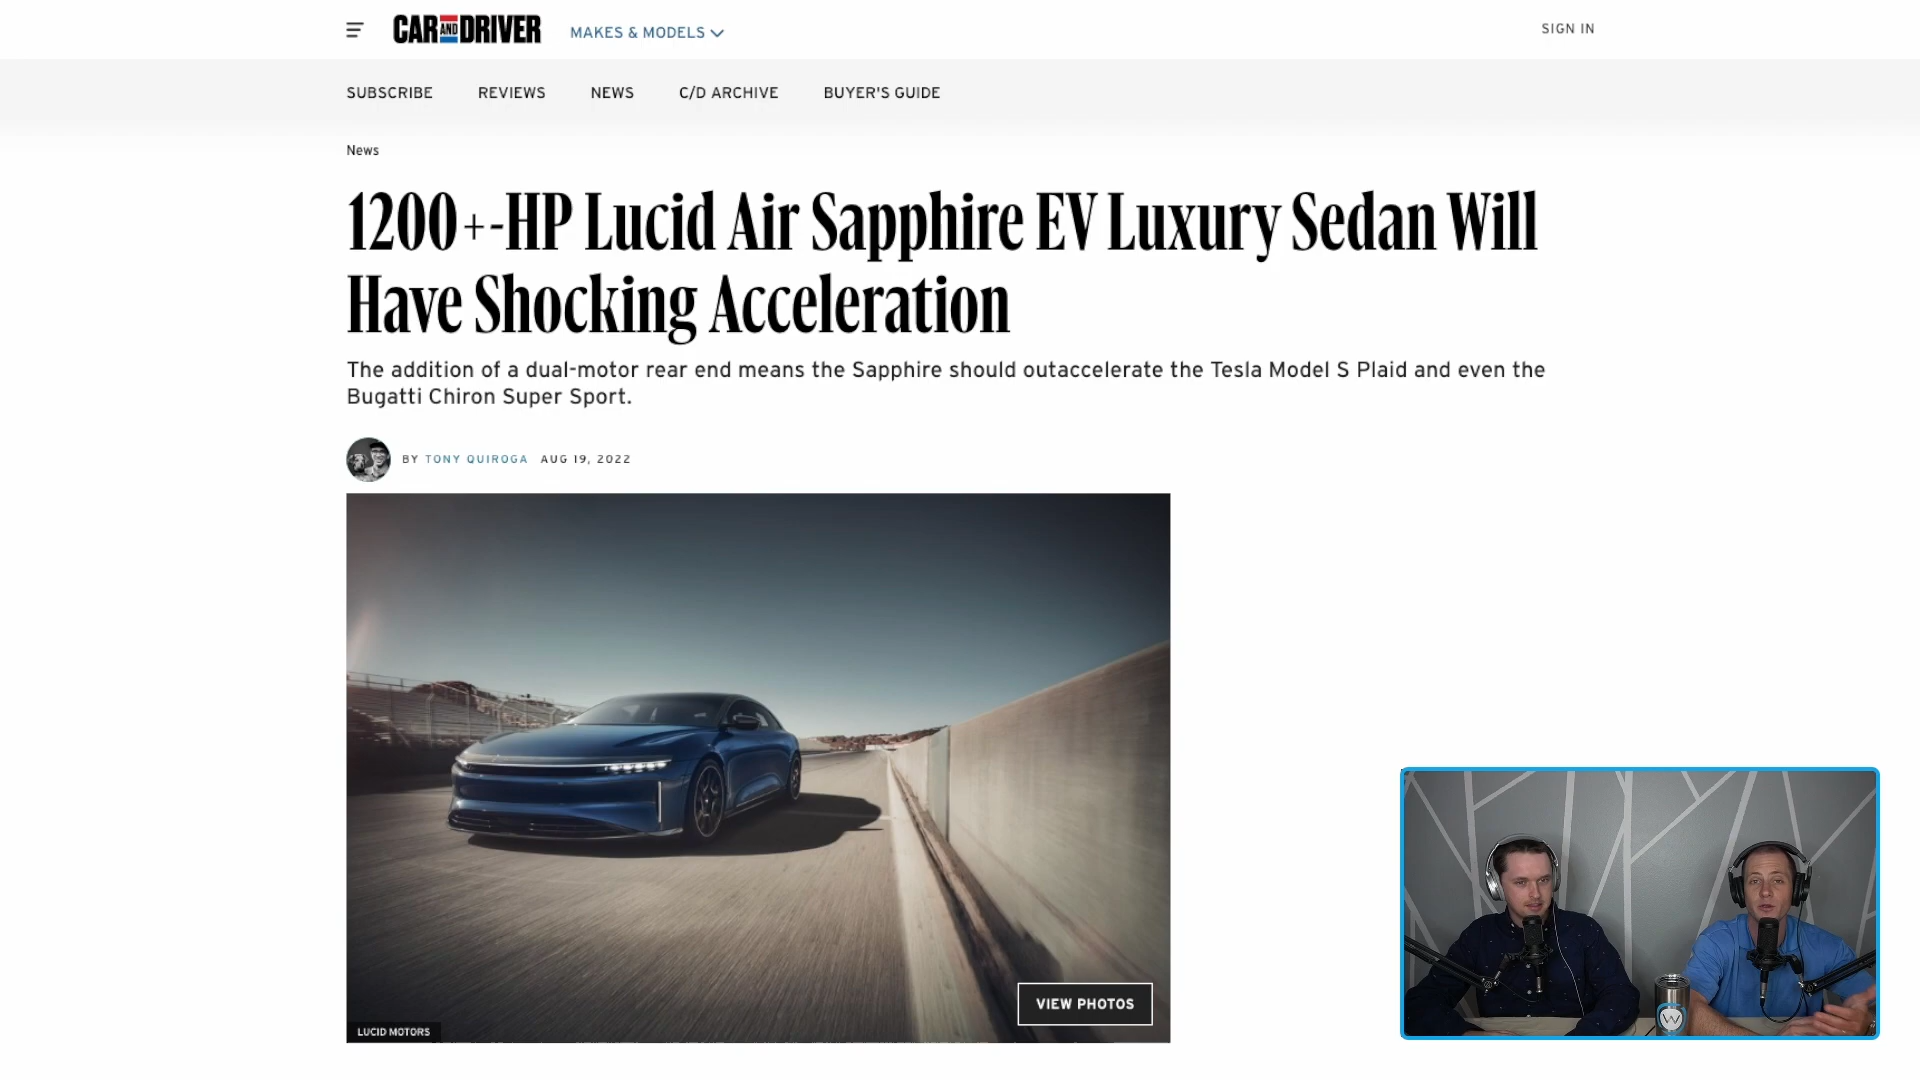 CAR AND DRIVER
MAKES & MODELS
SIGN IN
SUBSCRIBE
REVIEWS
NEWS
C/D ARCHIVE
BUYER'S GUIDE
News
1200+-HP Lucid Air Sapphire EV Luxury Sedan Will
Have Shocking Acceleration
The addition of a dual-motor rear end means the Sapphire should outaccelerate the Tesla Model S Plaid and even the
Bugatti Chiron Super Sport.
BY TONY QUIROGA AUG 19, 2022
VIEW PHOTOS
LUCID MOTORS
W